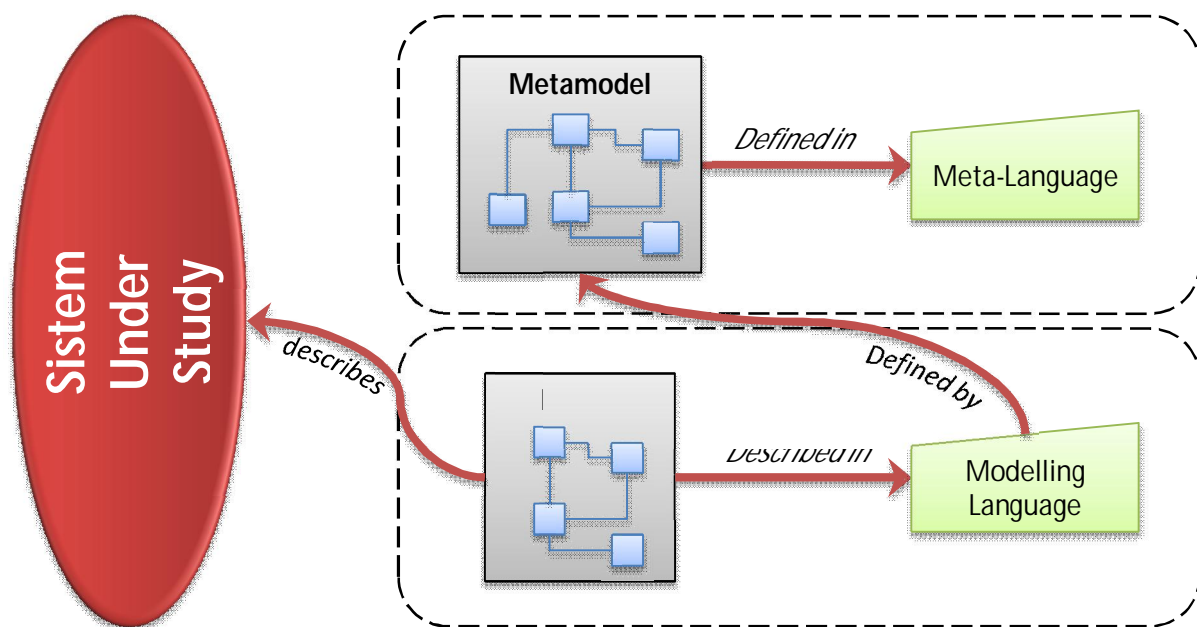 Sistem
Under
Study
Metamodel
Defined in
Meta-Language
describes
Defined by
Described in
Modelling
Language